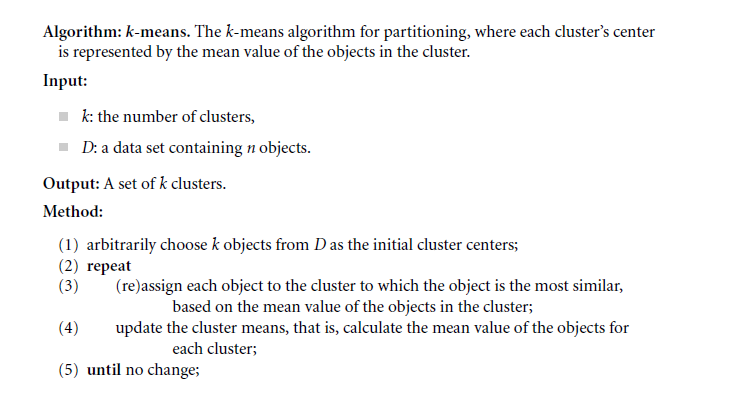 Algorithm: k-means. The k-means algorithm for partitioning, where each cluster's center
is represented by the mean value of the objects in the cluster.
Input:
k: the number of clusters,
D: a data set containing n objects.
Output: A set of k clusters.
Method:
(1) arbitrarily choose k objects from D as the initial cluster centers;
(2) repeat
(3) (re)assign each object to the cluster to which the object is the most similar,
based on the mean value of the objects in the cluster;
(4) update the cluster means, that is, calculate the mean value of the objects for
each cluster;
(5) until no change;